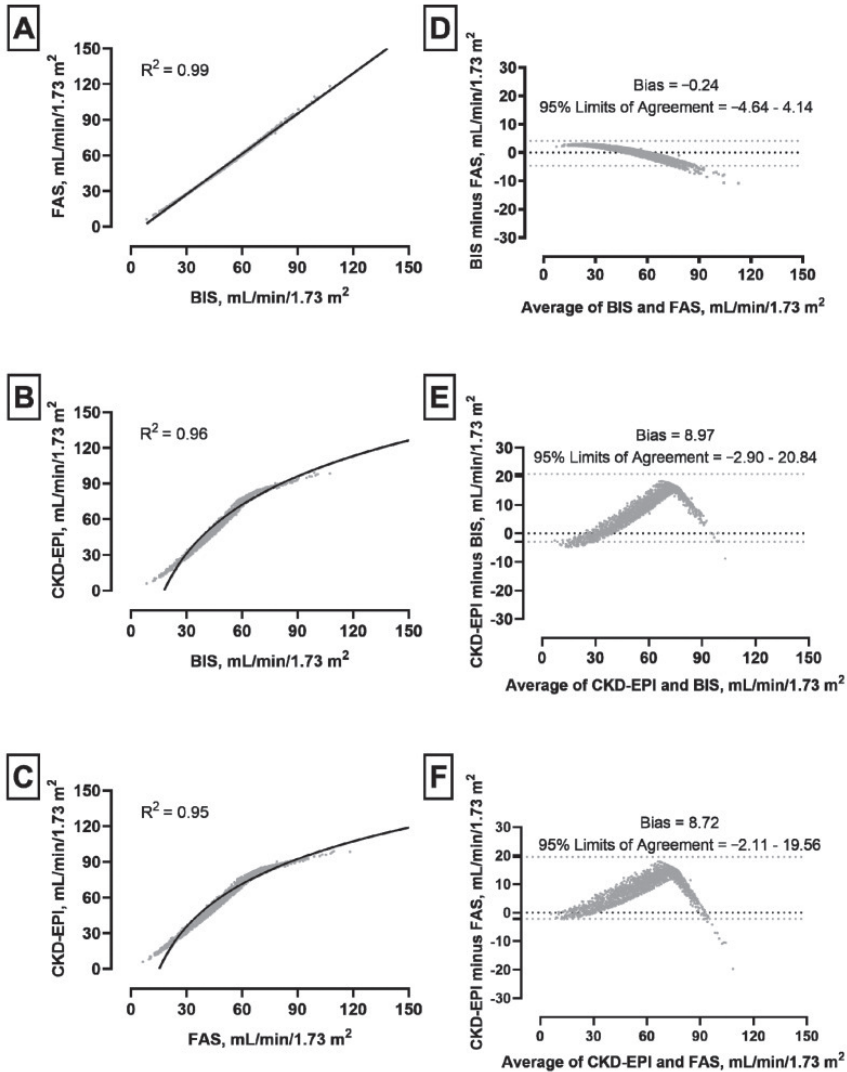 A
150
120
90
60
30
0
FAS, mL/min/1.73 m²
R² = 0.99
0 30 60 90 120 150
BIS, mL/min/1.73 m²
D
30
20
10
0
-10
-20
-30
BIS minus FAS, mL/min/1.73 m²
Bias = −0.24
95% Limits of Agreement = −4.64 - 4.14
0 30 60 90 120 150
Average of BIS and FAS, mL/min/1.73 m²
B
150
120
90
60
30
0
CKD-EPI, mL/min/1.73 m²
R² = 0.96
0 30 60 90 120 150
BIS, mL/min/1.73 m²
E
30
20
10
0
-10
-20
-30
CKD-EPI minus BIS, mL/min/1.73 m²
Bias = 8.97
95% Limits of Agreement = −2.90 - 20.84
0 30 60 90 120 150
Average of CKD-EPI and BIS, mL/min/1.73 m²
C
150
120
90
60
30
0
CKD-EPI, mL/min/1.73 m²
R² = 0.95
0 30 60 90 120 150
FAS, mL/min/1.73 m²
F
30
20
10
0
-10
-20
-30
CKD-EPI minus FAS, mL/min/1.73 m²
Bias = 8.72
95% Limits of Agreement = −2.11 - 19.56
0 30 60 90 120 150
Average of CKD-EPI and FAS, mL/min/1.73 m²